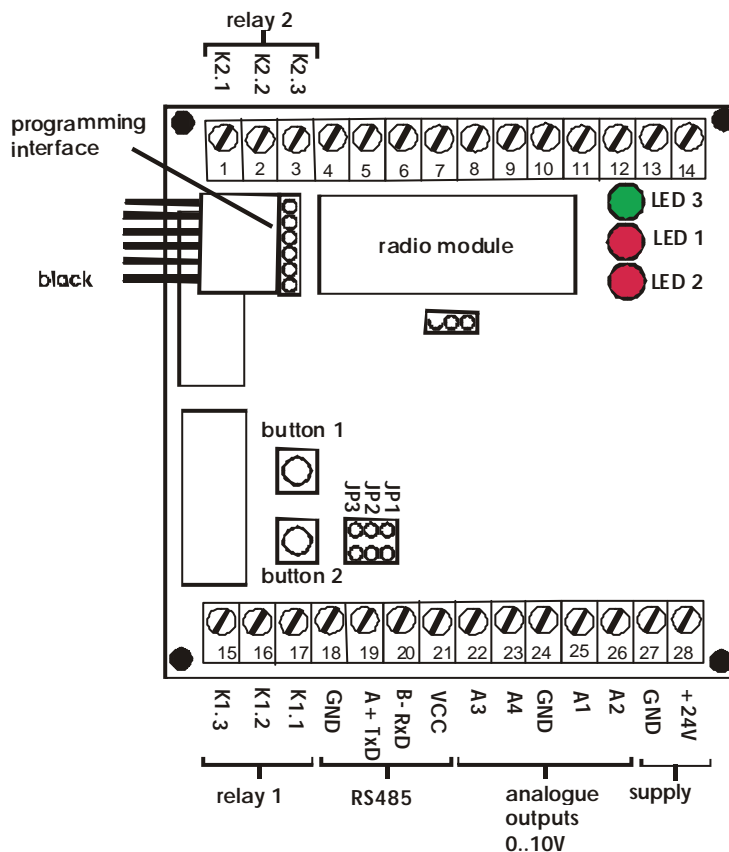 relay 2
K2.1
K2.2
K2.3
programming
interface
1 2 3 4 5 6 7 8 9 10 11 12 13 14
LED 3
radio module
LED 1
black
LED 2
button 1
JP3
JP2
JP1
button 2
15 16 17 18 19 20 21 22 23 24 25 26 27 28
K1.3
K1.2
K1.1
GND
A + TxD
B- RxD
VCC
A3
A4
GND
A1
A2
GND
+24V
relay 1
RS485
analogue
outputs
0..10V
supply